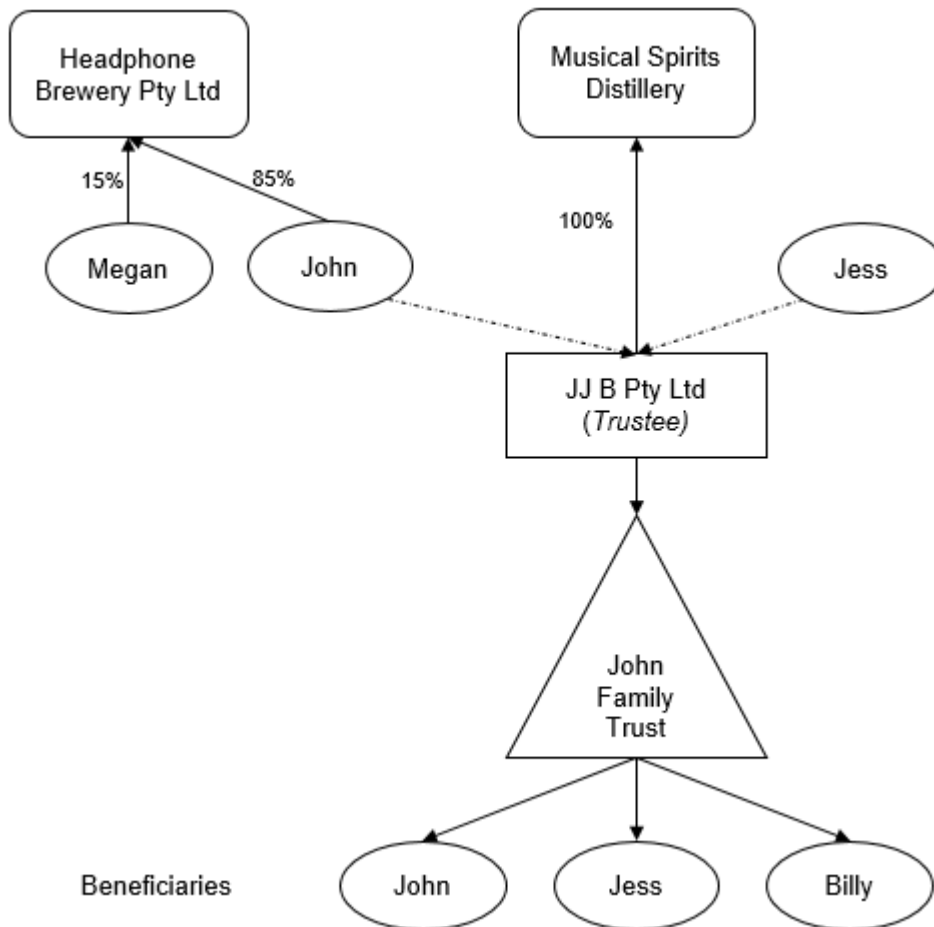 Headphone
Brewery Pty Ltd
Musical Spirits
Distillery
15%
85%
100%
Megan
John
Jess
JJ B Pty Ltd
(Trustee)
John
Family
Trust
Beneficiaries
John
Jess
Billy